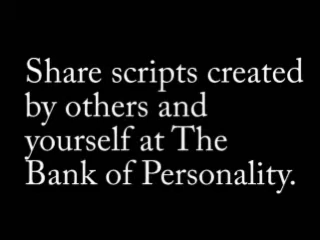 Share scripts created
by others and
yourself at The
Bank of Personality.